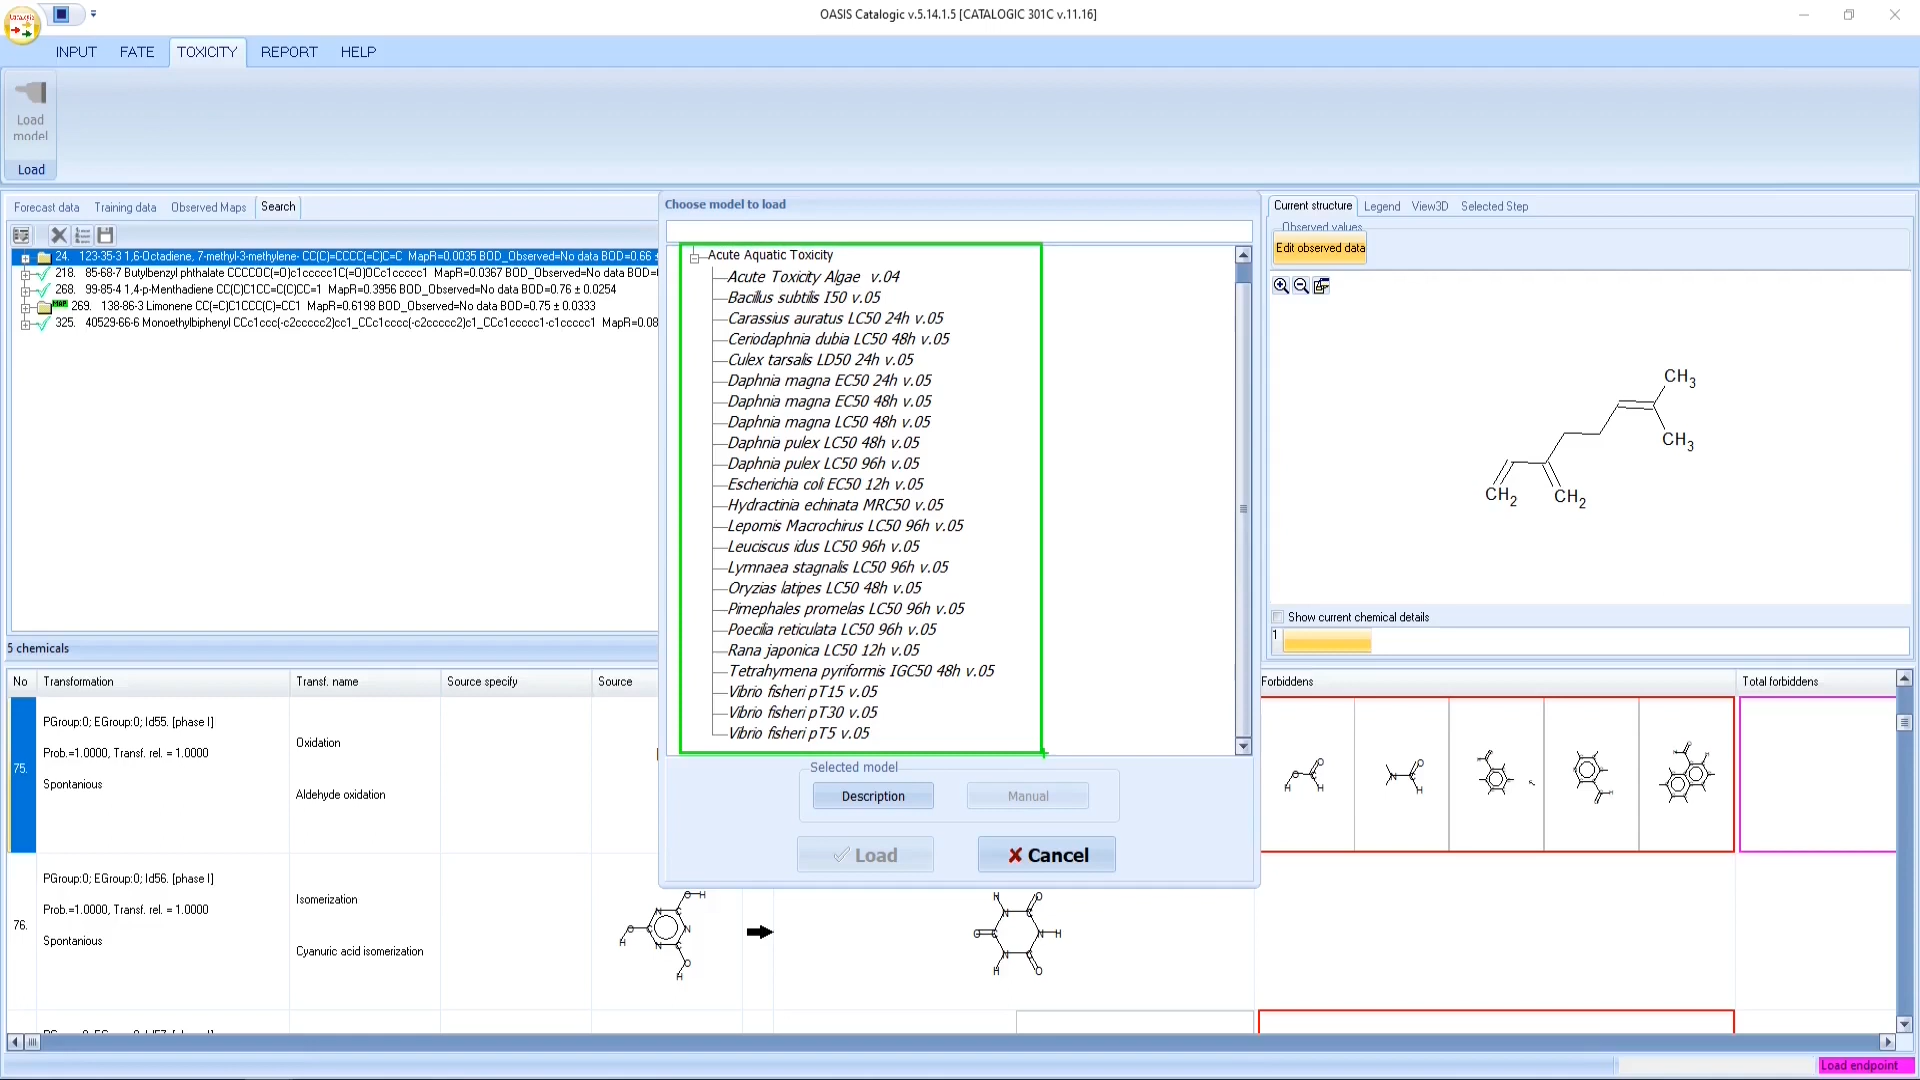 OASIS Catalogic v.5.14.1.5 [CATALOGIC 301C v.11.16]
INPUT
FATE
TOXICITY
REPORT
HELP
Load
model
Load
Forecast data
Training data
Observed Maps
Search
24. 123-35-3 1,6-Octadiene, 7-methyl-3-methylene- CC(C)=CCCC(=C)C=C MapR=0.0035 BOD_Observed=No data BOD=0.66 ±
218. 85-68-7 Butylbenzyl phthalate CCCCOC(=O)c1ccccc1C(=O)OCc1ccccc1 MapR=0.0367 BOD_Observed=No data BOD=
268. 99-85-4 1,4-p-Menthadiene CC(C)C1CC=C(C)CC=1 MapR=0.3956 BOD_Observed=No data BOD=0.76 ± 0.0254
MAP 269. 138-86-3 Limonene CC(=C)C1CCC(C)=CC1 MapR=0.6198 BOD_Observed=No data BOD=0.75 ± 0.0333
325. 40529-66-6 Monoethylbiphenyl CCc1ccc(-c2ccccc2)cc1_CCc1cccc(-c2ccccc2)c1_CCc1ccccc1-c1ccccc1 MapR=0.08
5 chemicals
Choose model to load
Acute Aquatic Toxicity
Acute Toxicity Algae v.04
Bacillus subtilis I50 v.05
Carassius auratus LC50 24h v.05
Ceriodaphnia dubia LC50 48h v.05
Culex tarsalis LD50 24h v.05
Daphnia magna EC50 24h v.05
Daphnia magna EC50 48h v.05
Daphnia magna LC50 48h v.05
Daphnia pulex LC50 48h v.05
Daphnia pulex LC50 96h v.05
Escherichia coli EC50 12h v.05
Hydractinia echinata MRC50 v.05
Lepomis Macrochirus LC50 96h v.05
Leuciscus idus LC50 96h v.05
Lymnaea stagnalis LC50 96h v.05
Oryzias latipes LC50 48h v.05
Pimephales promelas LC50 96h v.05
Poecilia reticulata LC50 96h v.05
Rana japonica LC50 12h v.05
Tetrahymena pyriformis IGC50 48h v.05
Vibrio fisheri pT15 v.05
Vibrio fisheri pT30 v.05
Vibrio fisheri pT5 v.05
Selected model
Description
Manual
Load
Cancel
Current structure
Legend
View3D
Selected Step
Observed values
Edit observed data
CH3
CH3
CH2
CH2
Show current chemical details
1
No
Transformation
Transf. name
Source specify
Source
Forbiddens
Total forbiddens
75.
PGroup:0; EGroup:0; Id55. [phase I]
Prob.=1.0000, Transf. rel. = 1.0000
Spontanious
Oxidation
Aldehyde oxidation
76.
PGroup:0; EGroup:0; Id56. [phase I]
Prob.=1.0000, Transf. rel. = 1.0000
Spontanious
Isomerization
Cyanuric acid isomerization
Load endpoint